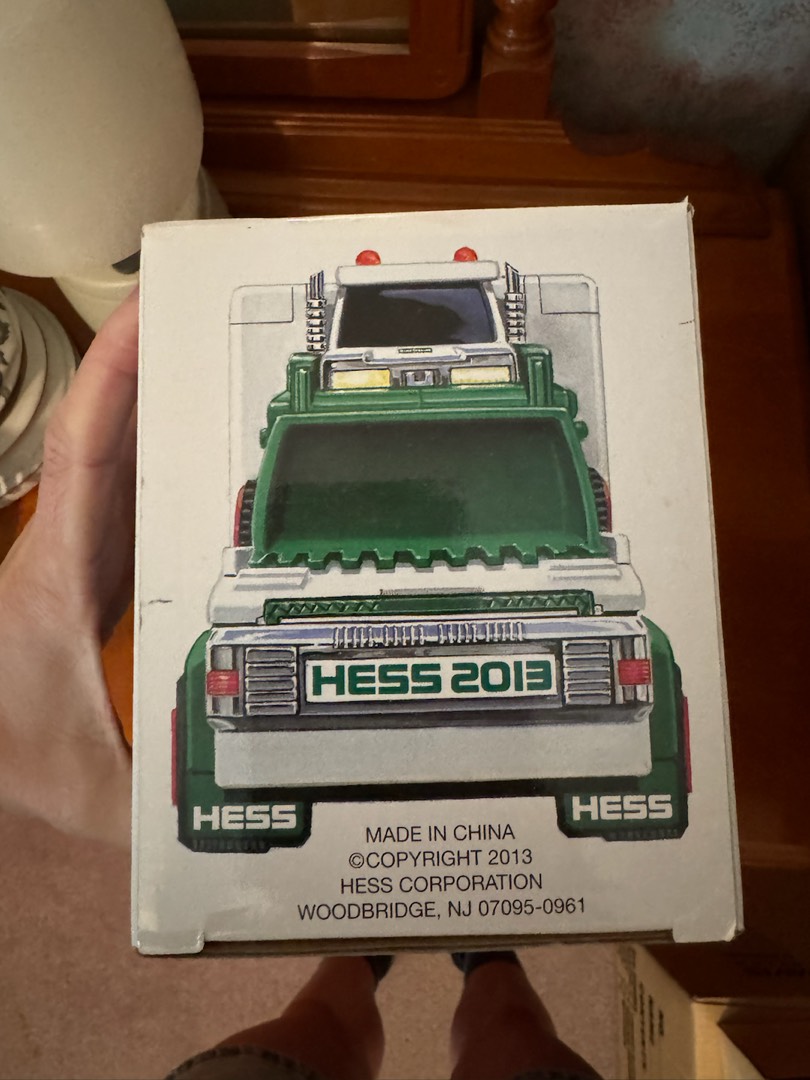 HESS 2013
HESS HESS
MADE IN CHINA
©COPYRIGHT 2013
HESS CORPORATION
WOODBRIDGE, NJ 07095-0961